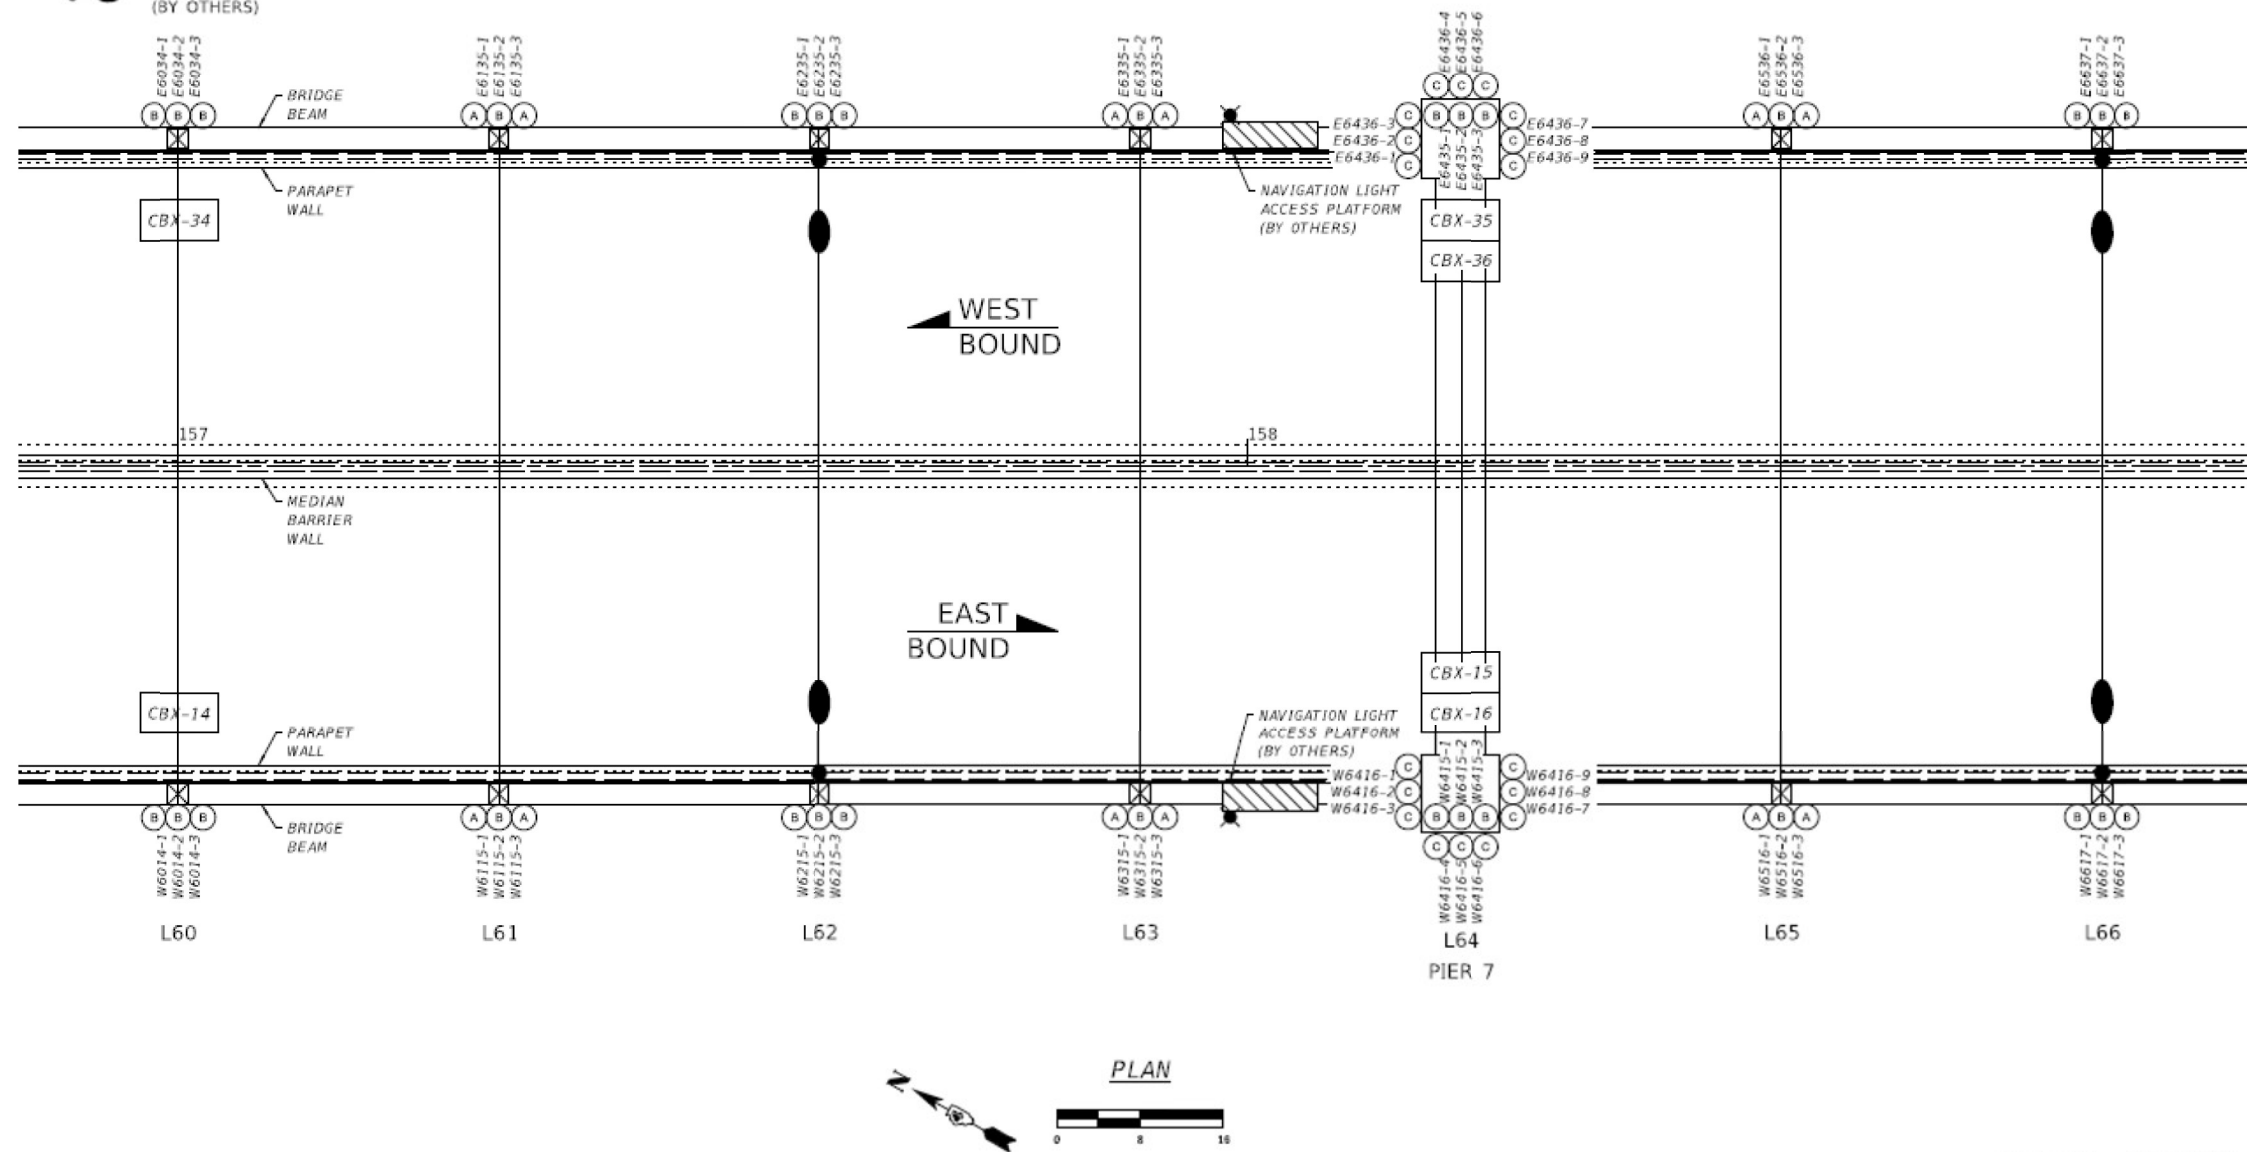 (BY OTHERS)
E6034-1
E6034-2
E6034-3
E6135-1
E6135-2
E6135-3
E6235-1
E6235-2
E6235-3
E6335-1
E6335-2
E6335-3
E6436-4
E6436-5
E6436-6
E6536-1
E6536-2
E6536-3
E6637-1
E6637-2
E6637-3
C C C
B B B
A B A
B B B
A B A
B B B
A B A
B B B
BRIDGE
BEAM
E6436-3
E6436-2
E6436-1
C
C
C
E6435-1
E6435-2
E6435-3
C
C
C
E6436-7
E6436-8
E6436-9
PARAPET
WALL
NAVIGATION LIGHT
ACCESS PLATFORM
(BY OTHERS)
CBX-34
CBX-35
CBX-36
WEST
BOUND
157
158
MEDIAN
BARRIER
WALL
EAST
BOUND
CBX-14
CBX-15
CBX-16
PARAPET
WALL
NAVIGATION LIGHT
ACCESS PLATFORM
(BY OTHERS)
W6416-1
W6416-2
W6416-3
C
C
C
W6415-1
W6415-2
W6415-3
C
C
C
W6416-9
W6416-8
W6416-7
B B B
A B A
B B B
A B A
B B B
A B A
B B B
C C C
BRIDGE
BEAM
W6014-1
W6014-2
W6014-3
W6115-1
W6115-2
W6115-3
W6215-1
W6215-2
W6215-3
W6315-1
W6315-2
W6315-3
W6416-4
W6416-5
W6416-6
W6516-1
W6516-2
W6516-3
W6617-1
W6617-2
W6617-3
L60
L61
L62
L63
L64
L65
L66
PIER 7
PLAN
N
0 8 16